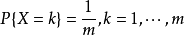 P{X = k} = 1/m, k = 1, ⋯, m